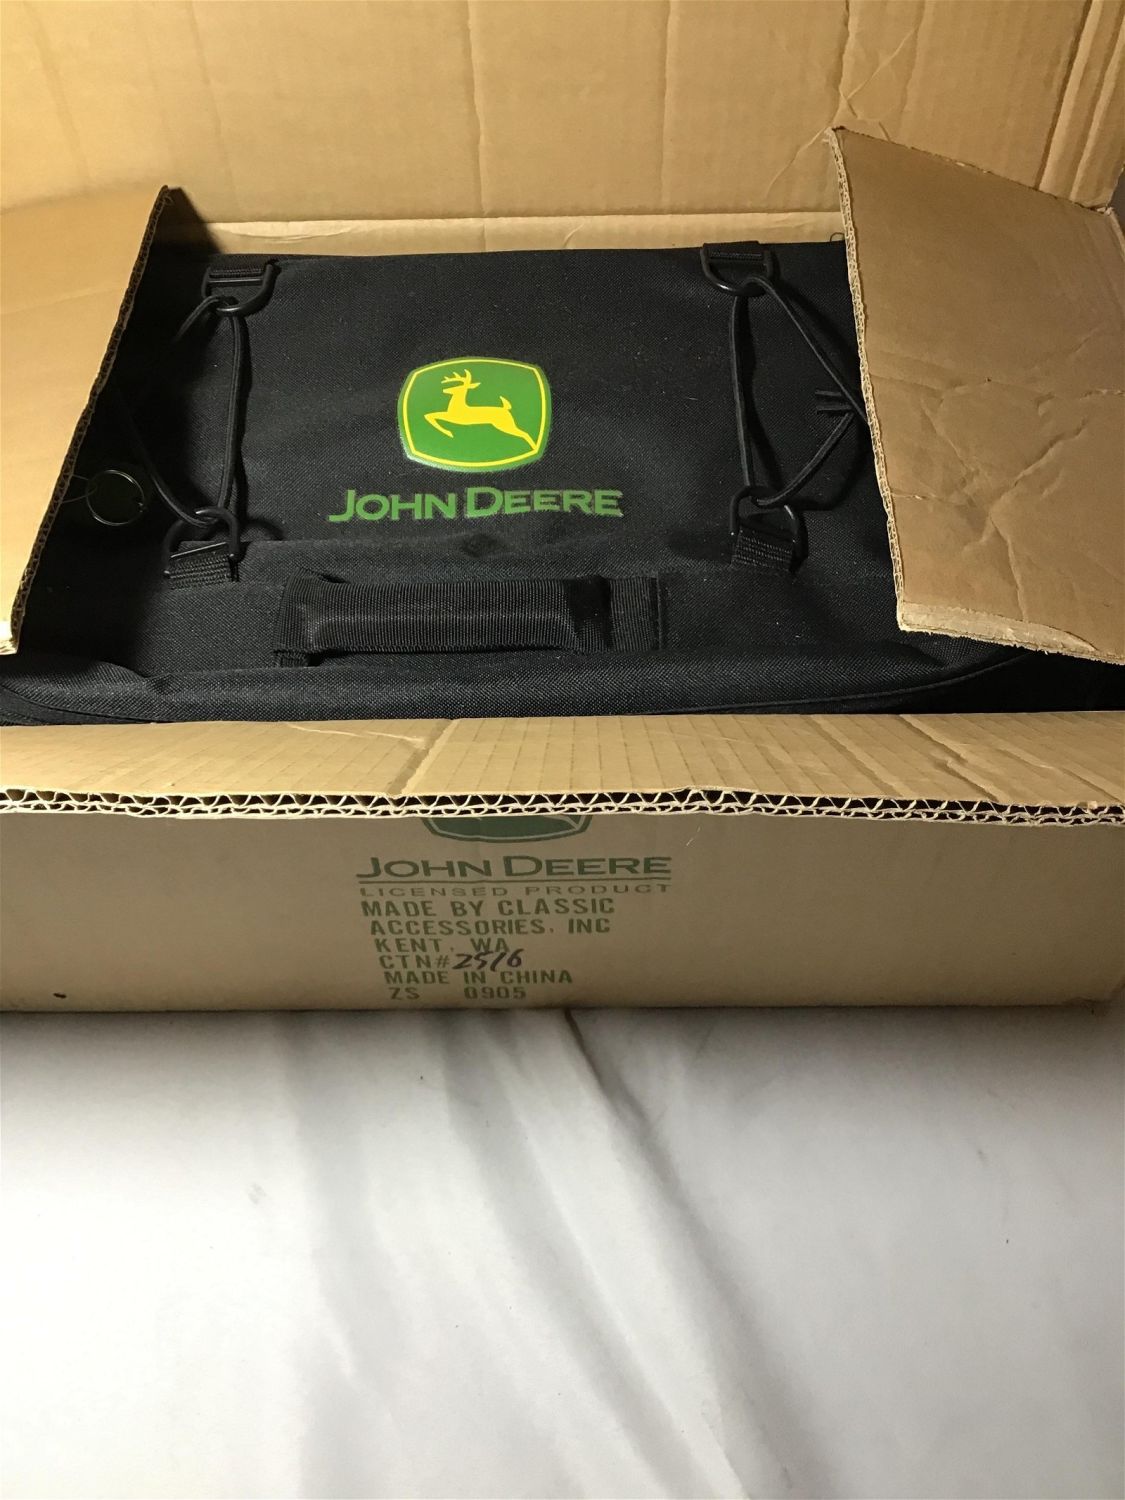 JOHN DEERE
JOHN DEERE
LICENSED PRODUCT
MADE BY CLASSIC
ACCESSORIES, INC
KENT, WA
CTN#2516
MADE IN CHINA
ZS 0905